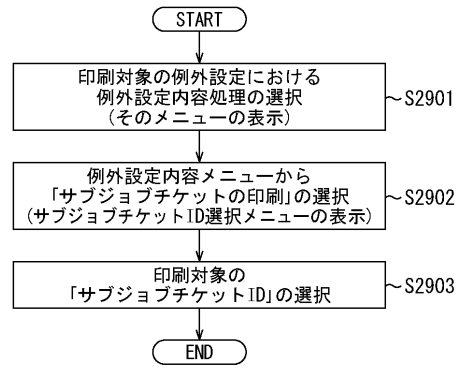 START
印刷対象の例外設定における
例外設定内容処理の選択
(そのメニューの表示)
S2901
例外設定内容メニューから
「サブジョブチケットの印刷」の選択
(サブジョブチケットID選択メニューの表示)
S2902
印刷対象の
「サブジョブチケットID」の選択
S2903
END